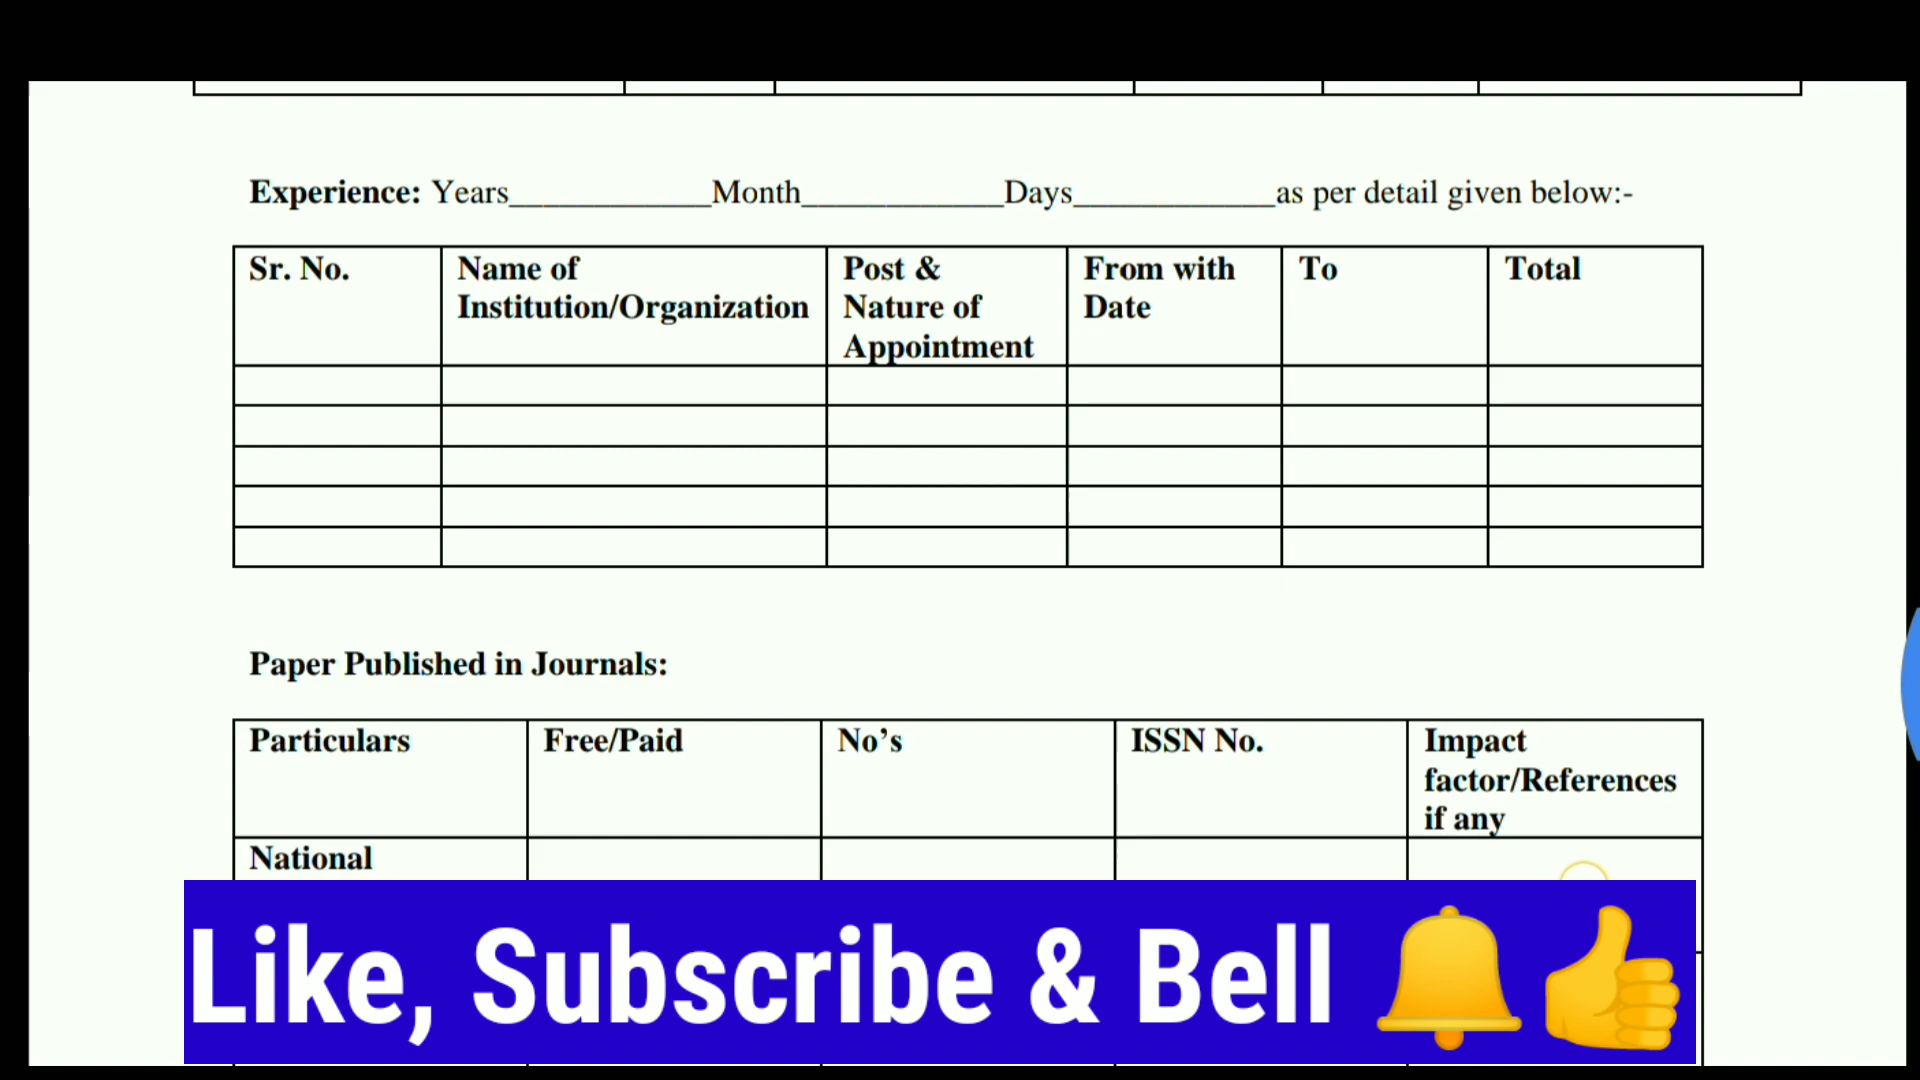 Experience: Years____________Month____________Days____________as per detail given below:-
Sr. No. Name of Institution/Organization Post & Nature of Appointment From with Date To Total
Paper Published in Journals:
Particulars Free/Paid No’s ISSN No. Impact factor/References if any
National
Like, Subscribe & Bell 🔔👍